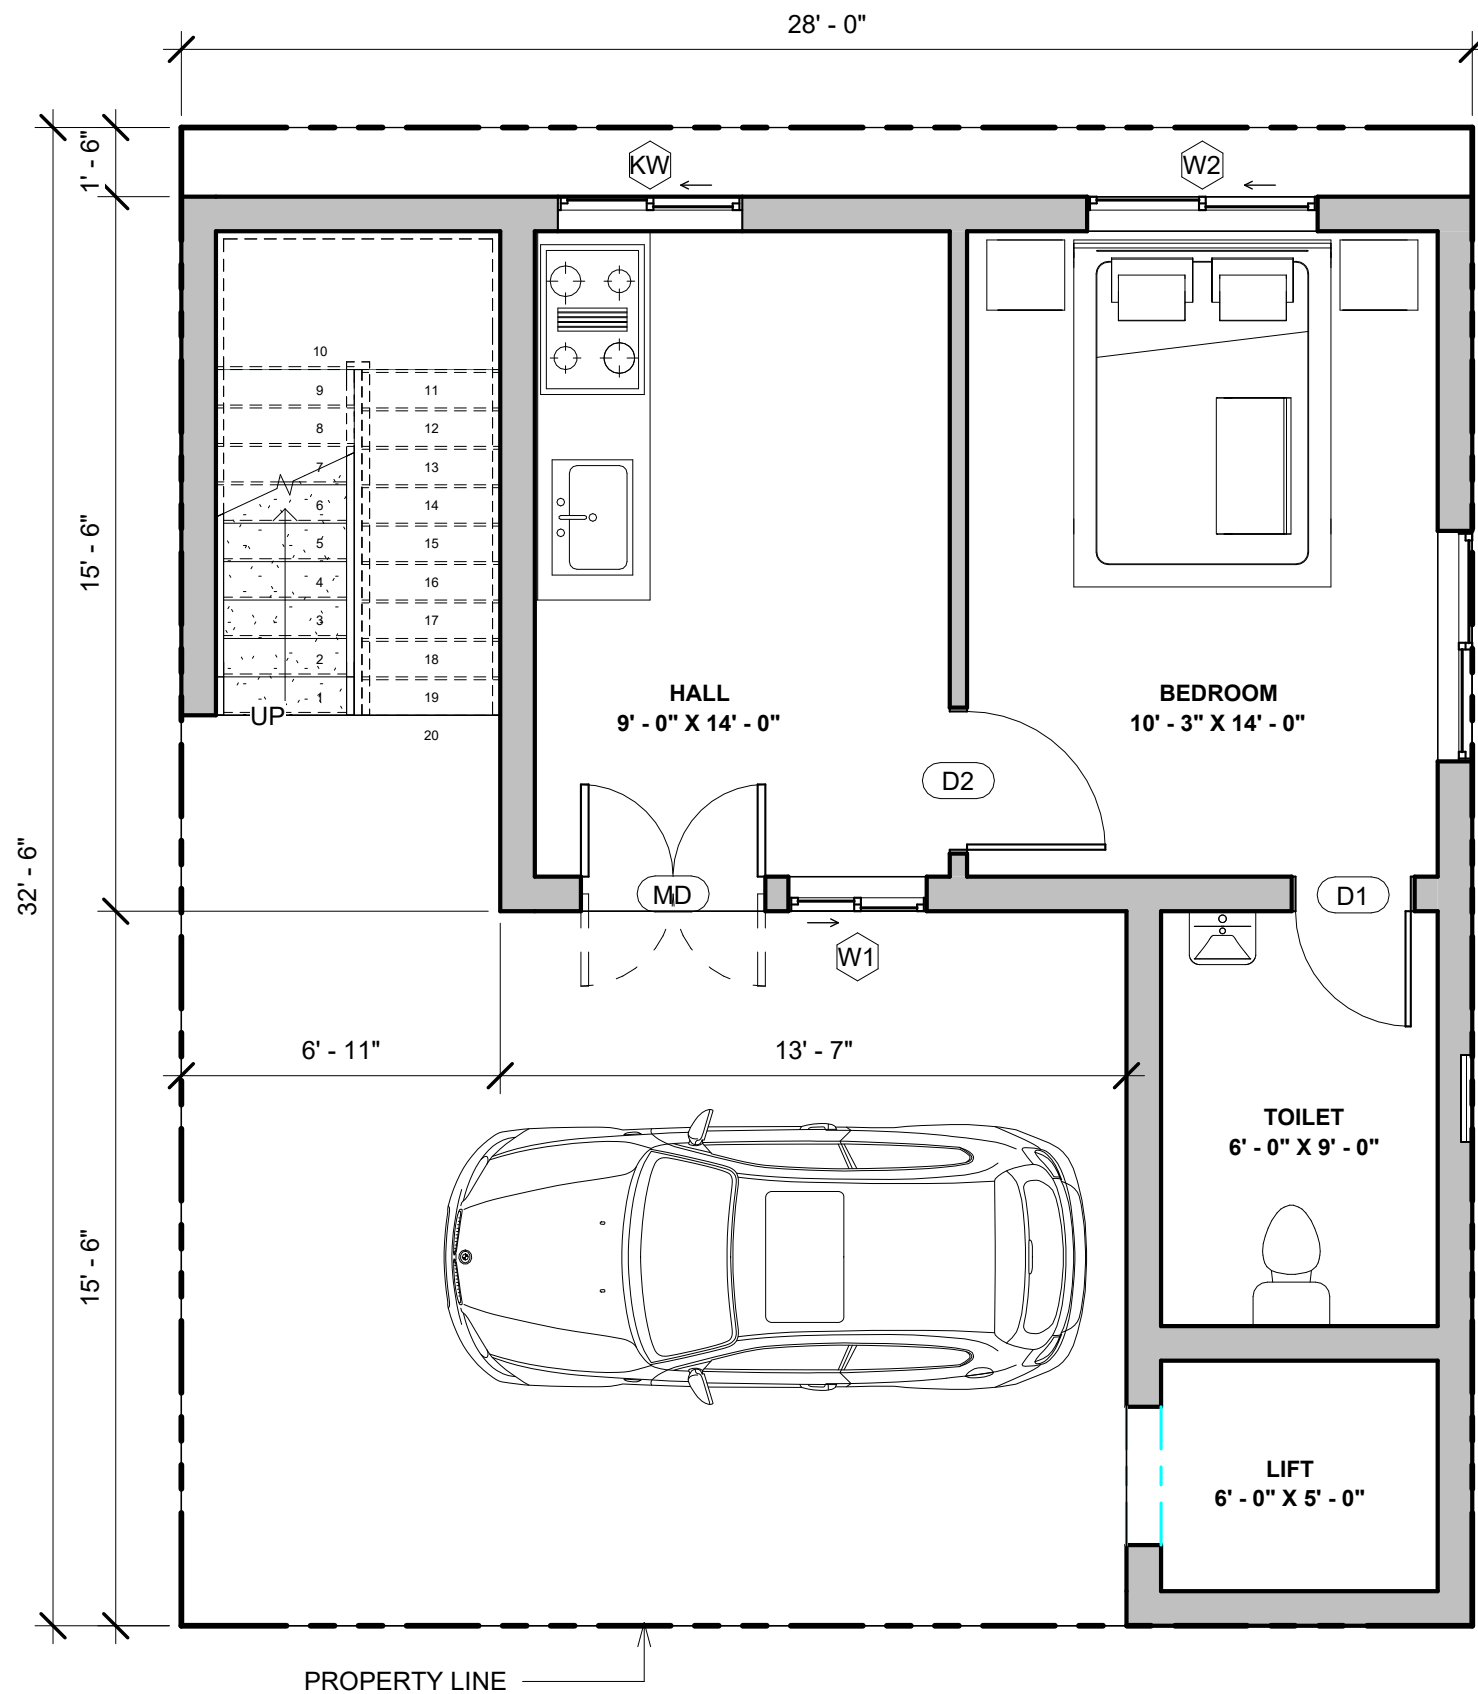 28' - 0"
1' - 6"
KW
W2
10
9
11
8
12
7
13
6
14
5
15
4
16
3
17
2
18
1
19
UP
20
15' - 6"
HALL
9' - 0" X 14' - 0"
BEDROOM
10' - 3" X 14' - 0"
D2
32' - 6"
MD
D1
W1
6' - 11"
13' - 7"
TOILET
6' - 0" X 9' - 0"
15' - 6"
LIFT
6' - 0" X 5' - 0"
PROPERTY LINE